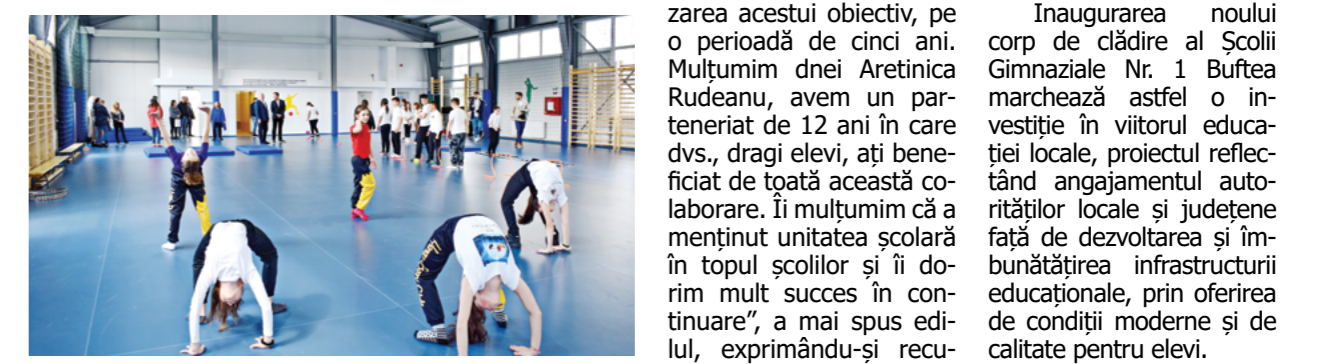 zarea acestui obiectiv, pe
o perioadă de cinci ani.
Mulțumim dnei Aretinica
Rudeanu, avem un par-
teneriat de 12 ani în care
dvs., dragi elevi, ați bene-
ficiat de toată această co-
laborare. Îi mulțumim că a
menținut unitatea școlară
în topul școlilor și îi do-
rim mult succes în con-
tinuare”, a mai spus edi-
lul, exprimându-și recu-
Inaugurarea noului
corp de clădire al Școlii
Gimnaziale Nr. 1 Buftea
marchează astfel o in-
vestiție în viitorul educa-
ției locale, proiectul reflec-
tând angajamentul auto-
rităților locale și județene
față de dezvoltarea și îm-
bunătățirea infrastructurii
educaționale, prin oferirea
de condiții moderne și de
calitate pentru elevi.